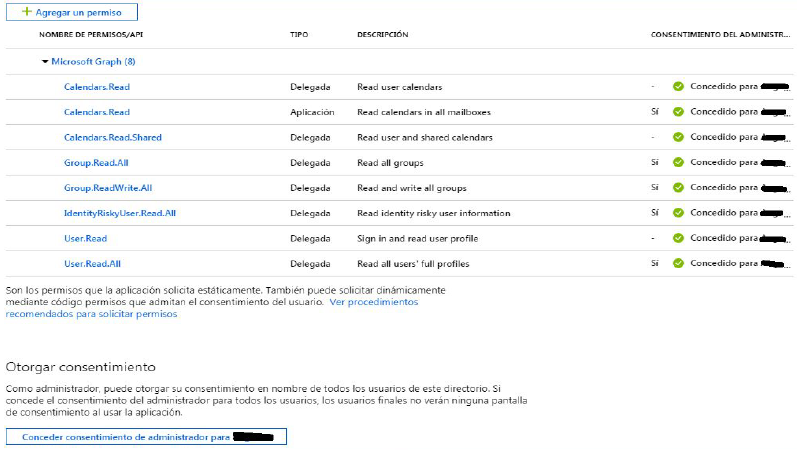 + Agregar un permiso
NOMBRE DE PERMISOS/API TIPO DESCRIPCIÓN CONSENTIMIENTO DEL ADMINISTR...
Microsoft Graph (8)
Calendars.Read Delegada Read user calendars - Concedido para ...
Calendars.Read Aplicación Read calendars in all mailboxes Sí Concedido para ...
Calendars.Read.Shared Delegada Read user and shared calendars - Concedido para ...
Group.Read.All Delegada Read all groups Sí Concedido para ...
Group.ReadWrite.All Delegada Read and write all groups Sí Concedido para ...
IdentityRiskyUser.Read.All Delegada Read identity risky user information Sí Concedido para ...
User.Read Delegada Sign in and read user profile - Concedido para ...
User.Read.All Delegada Read all users' full profiles Sí Concedido para ...
Son los permisos que la aplicación solicita estáticamente. También puede solicitar dinámicamente
mediante código permisos que admitan el consentimiento del usuario. Ver procedimientos
recomendados para solicitar permisos
Otorgar consentimiento
Como administrador, puede otorgar su consentimiento en nombre de todos los usuarios de este directorio. Si
concede el consentimiento del administrador para todos los usuarios, los usuarios finales no verán ninguna pantalla
de consentimiento al usar la aplicación.
Conceder consentimiento de administrador para